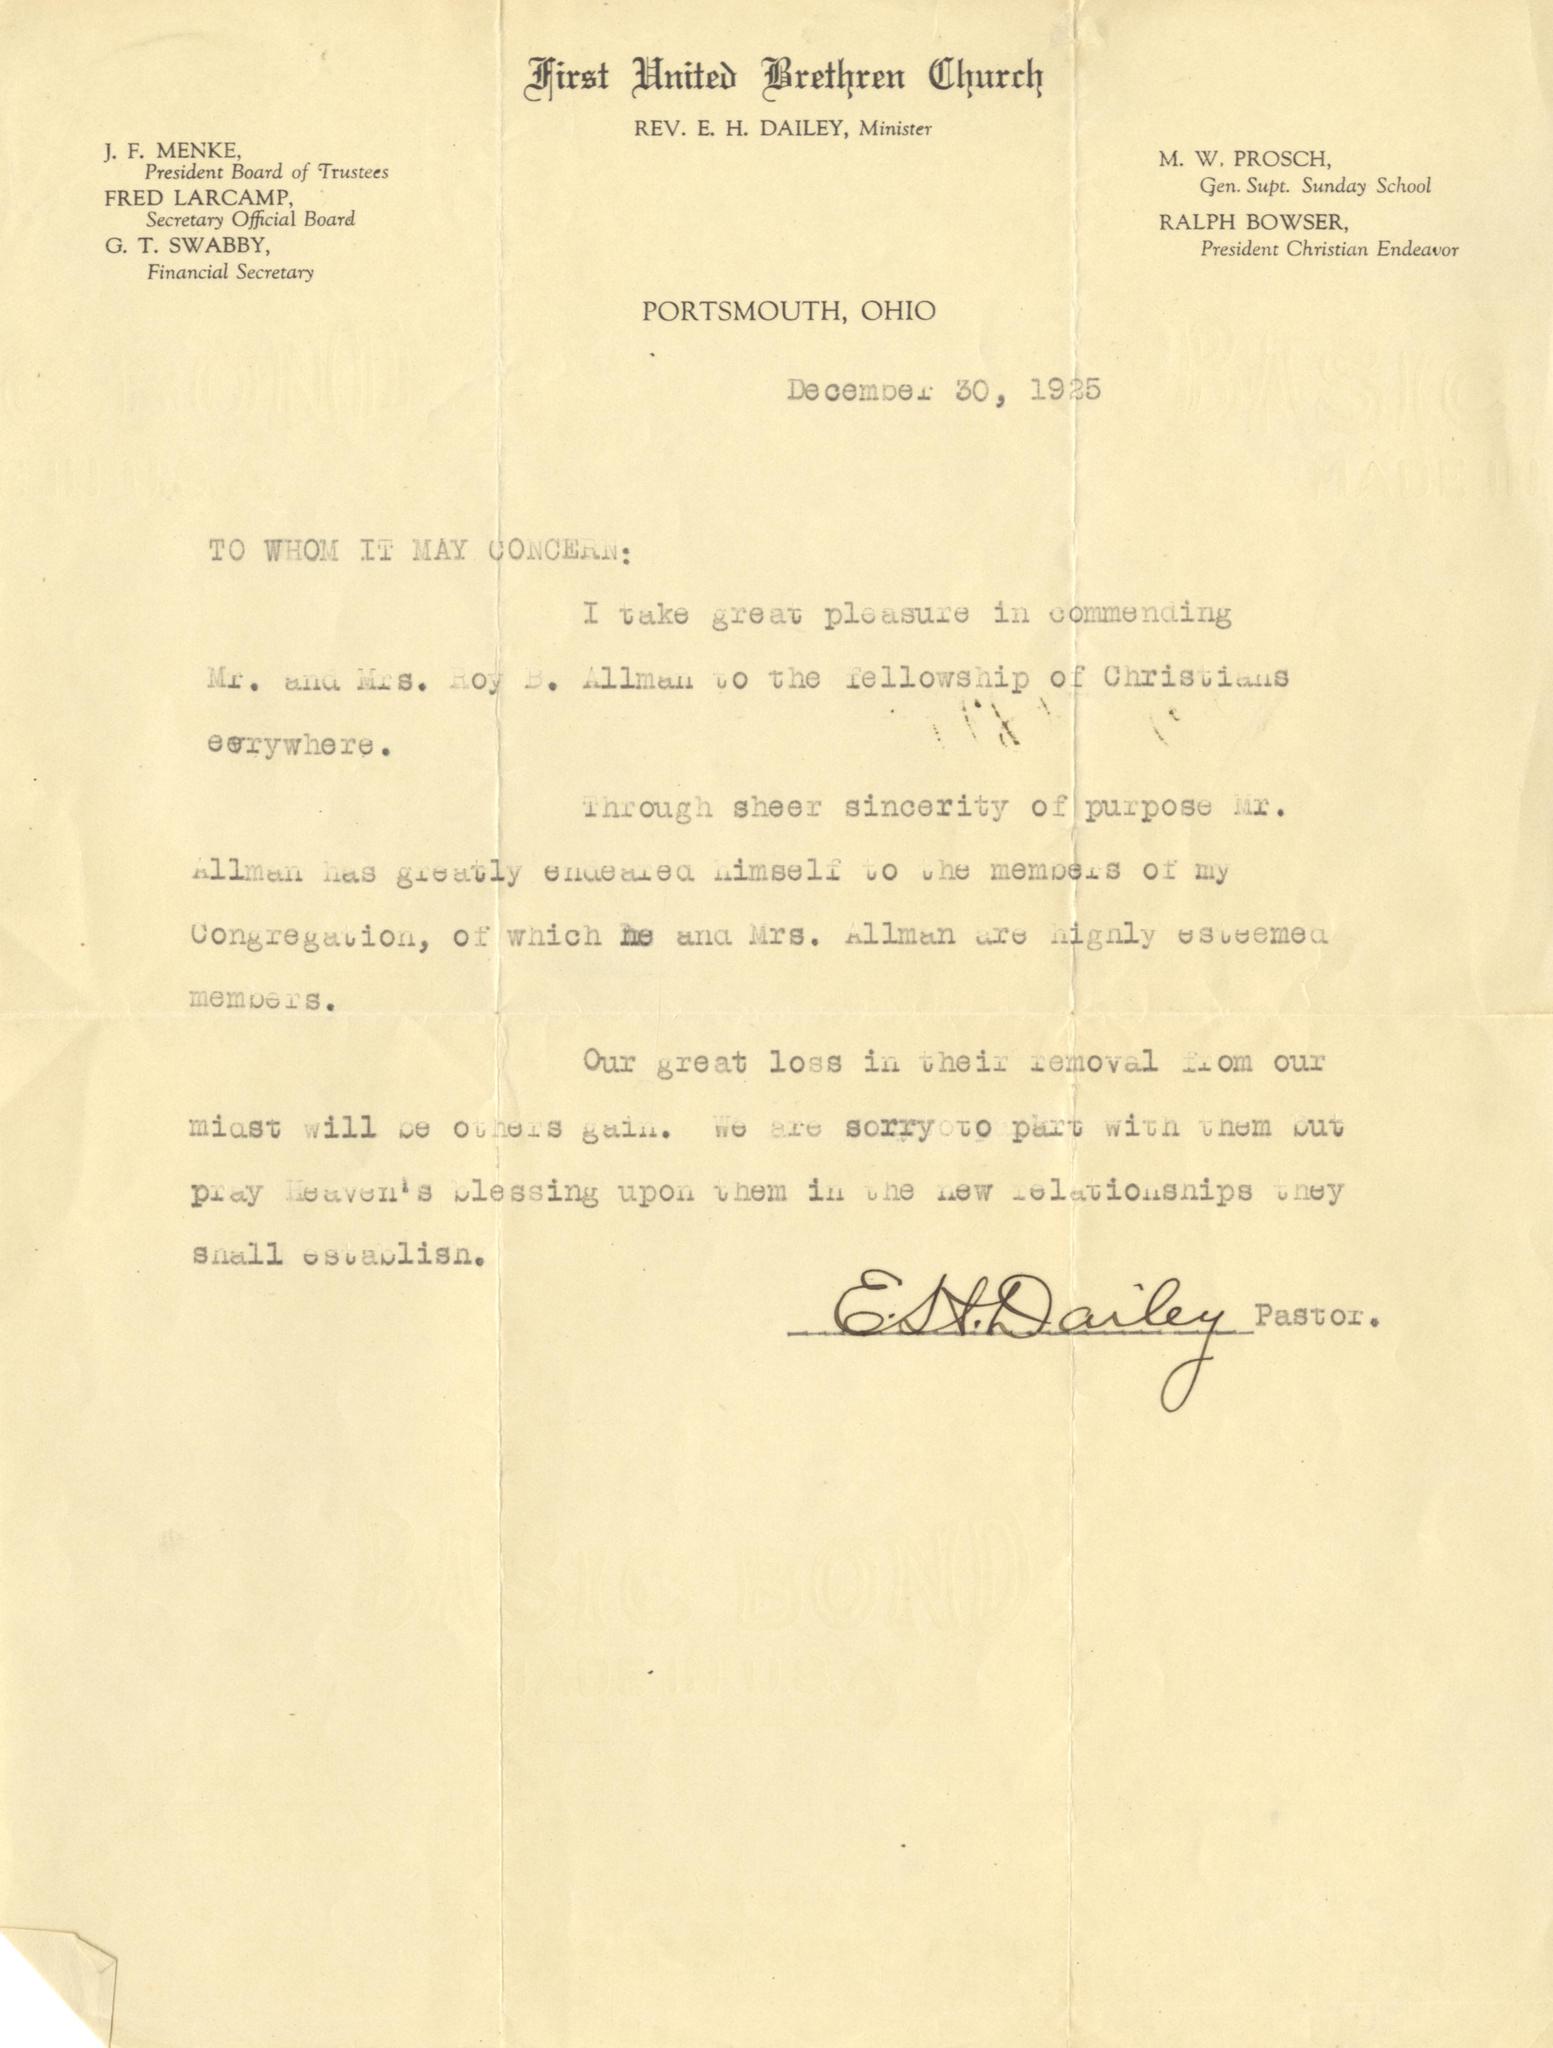 First United Brethren Church
REV. E. H. DAILEY, Minister
J. F. MENKE,
President Board of Trustees
FRED LARCAMP,
Secretary Official Board
G. T. SWABBY,
Financial Secretary
M. W. PROSCH,
Gen. Supt. Sunday School
RALPH BOWSER,
President Christian Endeavor
PORTSMOUTH, OHIO
December 30, 1925
TO WHOM IT MAY CONCERN:
I take great pleasure in commending
Mr. and Mrs. Roy B. Allman to the fellowship of Christians
eerywhere.
Through sheer sincerity of purpose Mr.
Allman has greatly endeared himself to the members of my
Congregation, of which he and Mrs. Allman are highly esteemed
members.
Our great loss in their removal from our
midst will be others gain. We are sorry to part with them but
pray Heaven's blessing upon them in the new relationships they
shall establish.
E. H. Dailey Pastor.